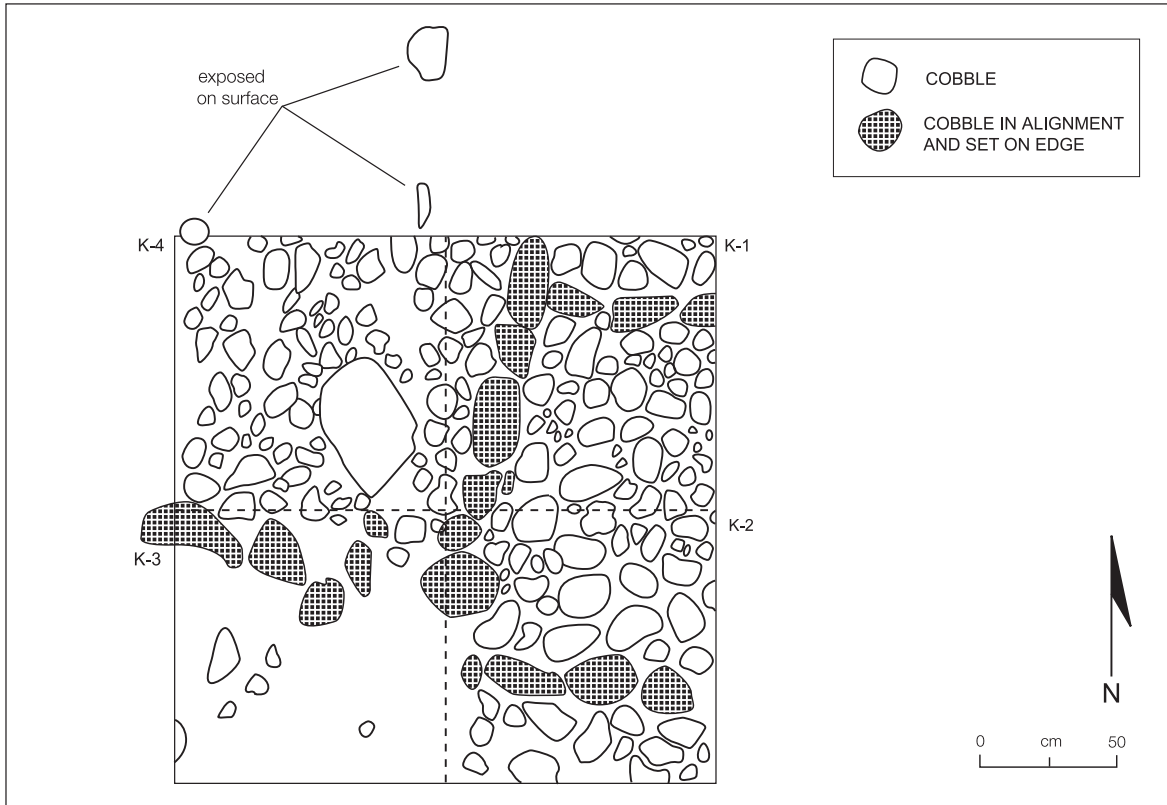 exposed
on surface
COBBLE
COBBLE IN ALIGNMENT
AND SET ON EDGE
K-4
K-1
K-2
K-3
N
0 cm 50